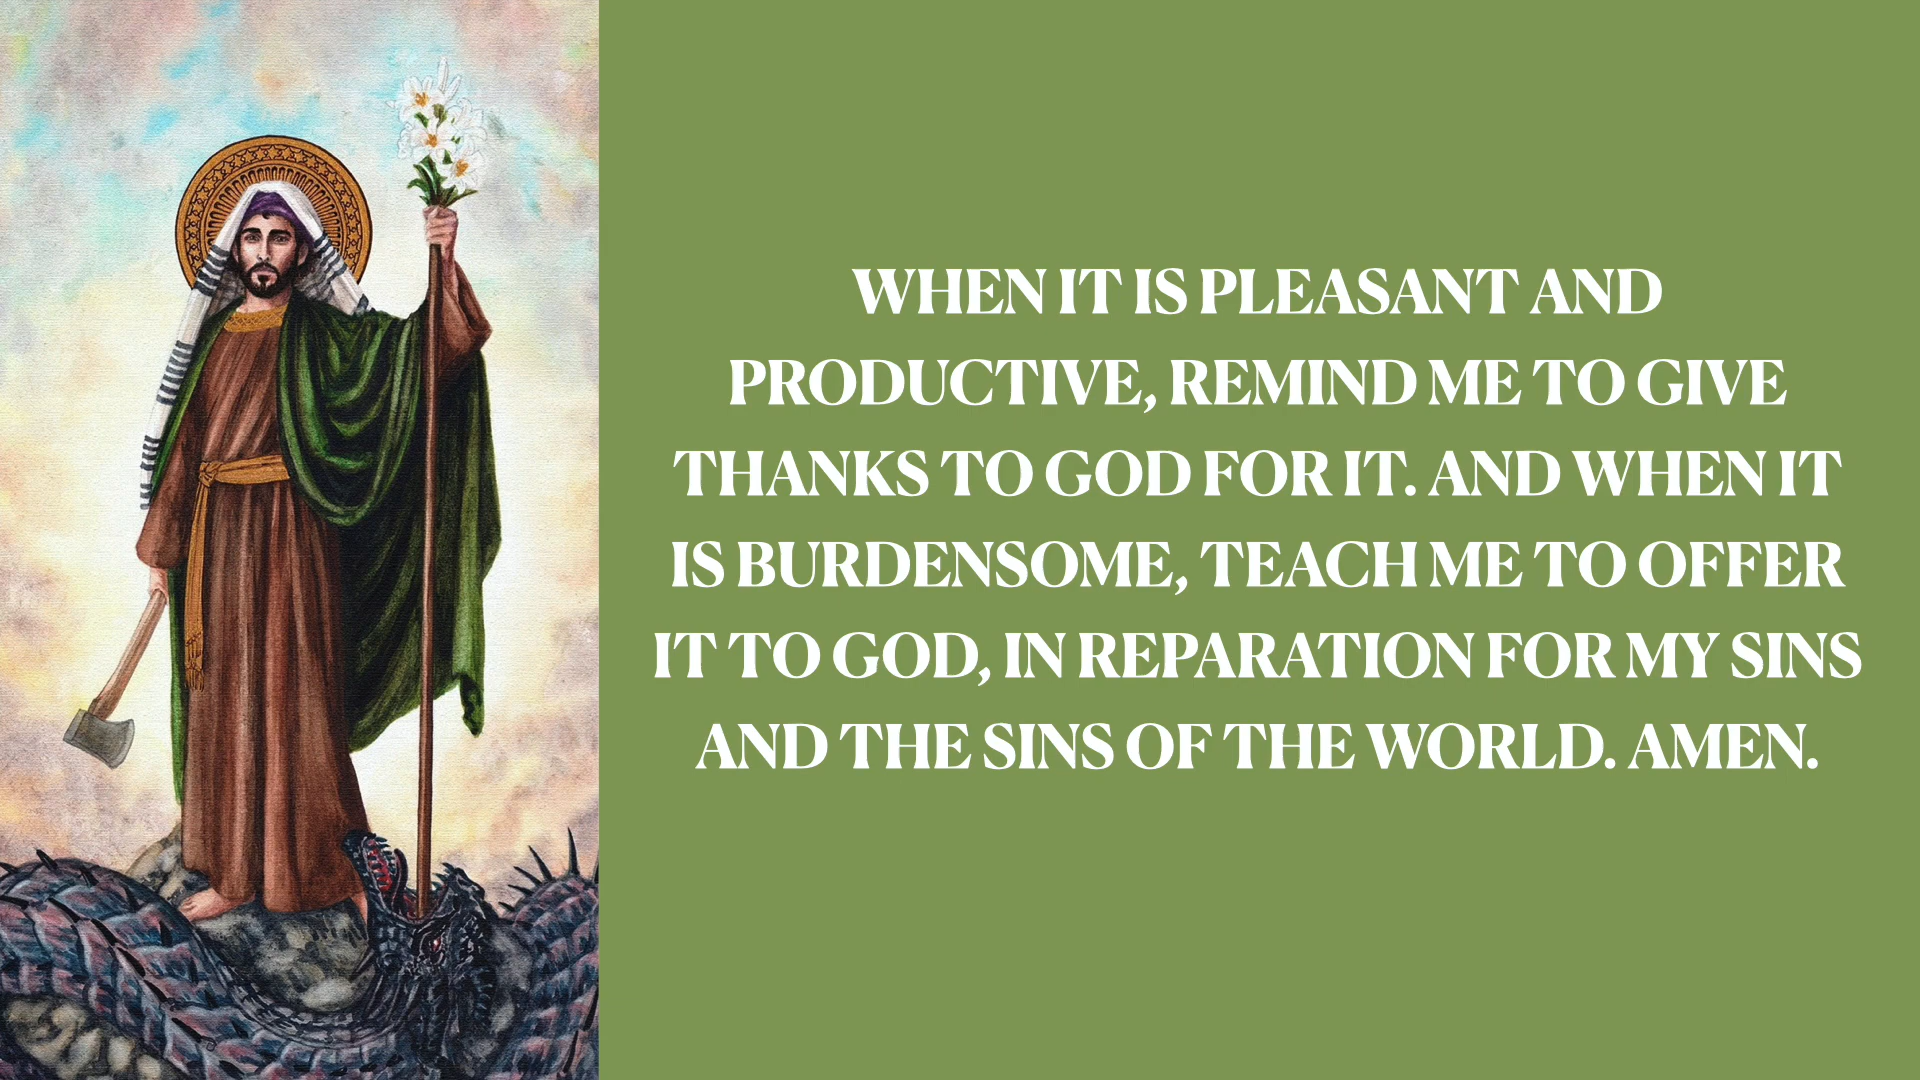 WHEN IT IS PLEASANT AND
PRODUCTIVE, REMIND ME TO GIVE
THANKS TO GOD FOR IT. AND WHEN IT
IS BURDENSOME, TEACH ME TO OFFER
IT TO GOD, IN REPARATION FOR MY SINS
AND THE SINS OF THE WORLD. AMEN.